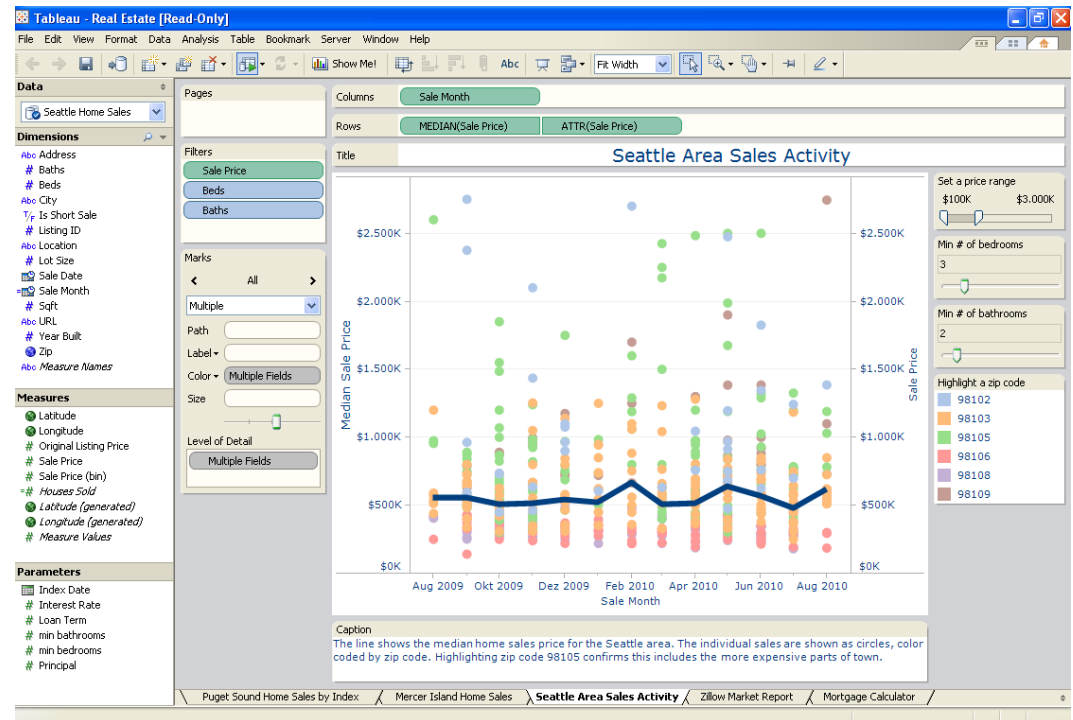 Tableau - Real Estate [Read-Only]
File Edit View Format Data Analysis Table Bookmark Server Window Help
Show Me! Abc Fit Width
Data
Seattle Home Sales
Dimensions
Abc Address
# Baths
# Beds
Abc City
T/F Is Short Sale
# Listing ID
Abc Location
# Lot Size
Sale Date
Sale Month
# Sqft
Abc URL
# Year Built
Zip
Abc Measure Names
Measures
Latitude
Longitude
# Original Listing Price
# Sale Price
# Sale Price (bin)
=# Houses Sold
Latitude (generated)
Longitude (generated)
# Measure Values
Parameters
Index Date
# Interest Rate
# Loan Term
# min bathrooms
# min bedrooms
# Principal
Pages
Filters
Sale Price
Beds
Baths
Marks
All
Multiple
Path
Label
Color Multiple Fields
Size
Level of Detail
Multiple Fields
Columns Sale Month
Rows MEDIAN(Sale Price) ATTR(Sale Price)
Title Seattle Area Sales Activity
Median Sale Price
$2.500K
$2.000K
$1.500K
$1.000K
$500K
$0K
$2.500K
$2.000K
$1.500K
$1.000K
$500K
$0K
Sale Price
Aug 2009 Okt 2009 Dez 2009 Feb 2010 Apr 2010 Jun 2010 Aug 2010
Sale Month
Caption
The line shows the median home sales price for the Seattle area. The individual sales are shown as circles, color
coded by zip code. Highlighting zip code 98105 confirms this includes the more expensive parts of town.
Set a price range
$100K $3.000K
Min # of bedrooms
3
Min # of bathrooms
2
Highlight a zip code
98102
98103
98105
98106
98108
98109
Puget Sound Home Sales by Index Mercer Island Home Sales Seattle Area Sales Activity Zillow Market Report Mortgage Calculator